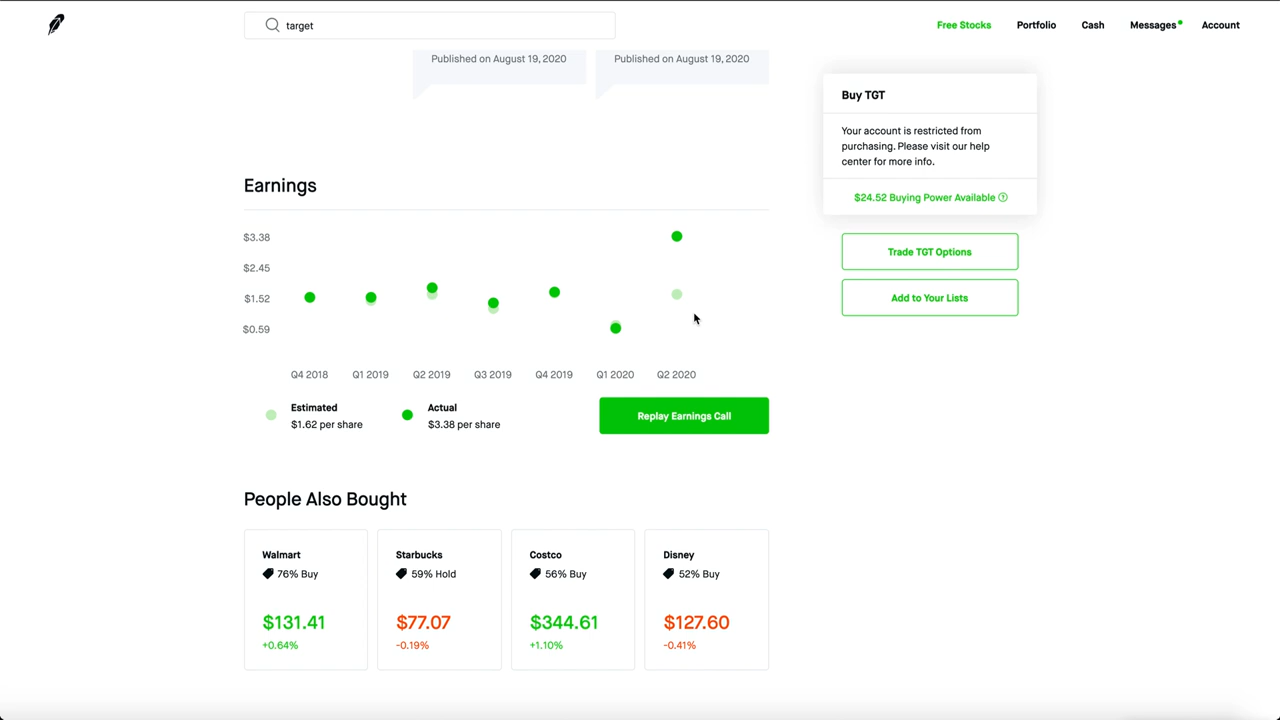 target
Free Stocks
Portfolio
Cash
Messages
Account
Published on August 19, 2020
Published on August 19, 2020
Buy TGT
Your account is restricted from
purchasing. Please visit our help
center for more info.
$24.52 Buying Power Available
Trade TGT Options
Add to Your Lists
Earnings
$3.38
$2.45
$1.52
$0.59
Q4 2018
Q1 2019
Q2 2019
Q3 2019
Q4 2019
Q1 2020
Q2 2020
Estimated
$1.62 per share
Actual
$3.38 per share
Replay Earnings Call
People Also Bought
Walmart
76% Buy
$131.41
+0.64%
Starbucks
59% Hold
$77.07
-0.19%
Costco
56% Buy
$344.61
+1.10%
Disney
52% Buy
$127.60
-0.41%